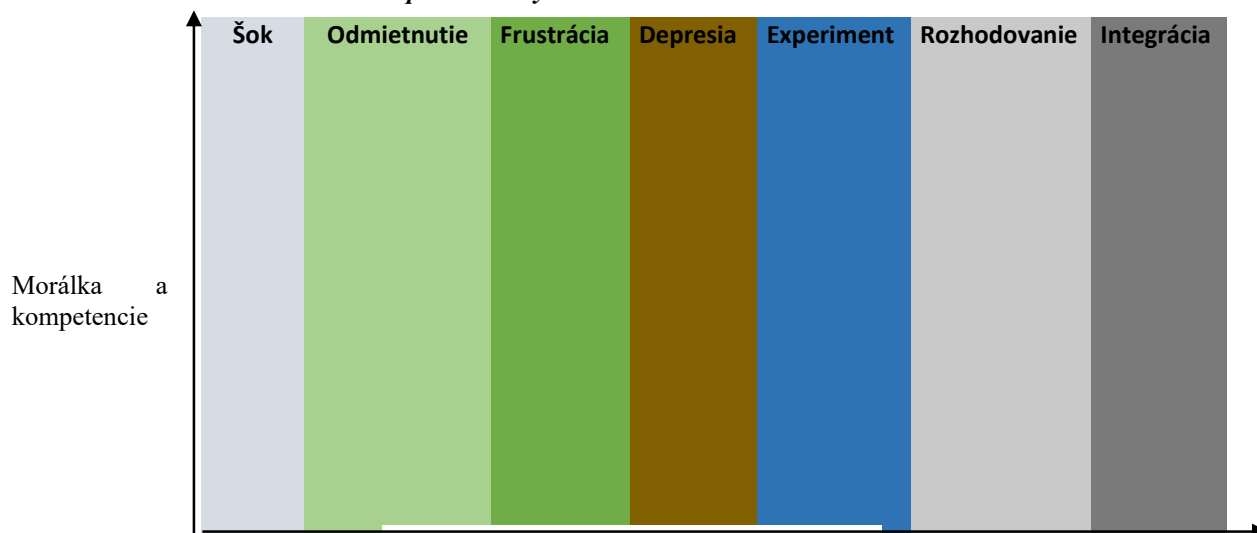 Šok Odmietnutie Frustrácia Depresia Experiment Rozhodovanie Integrácia
Morálka a
kompetencie